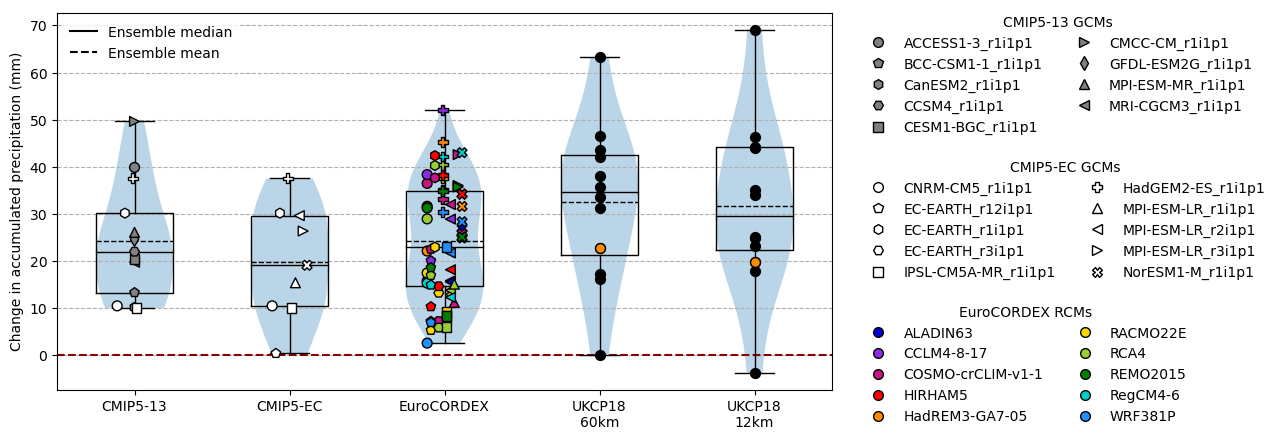 Change in accumulated precipitation (mm)
70
60
50
40
30
20
10
0
Ensemble median
Ensemble mean
CMIP5-13
CMIP5-EC
EuroCORDEX
UKCP18
60km
UKCP18
12km
CMIP5-13 GCMs
ACCESS1-3_r1i1p1
BCC-CSM1-1_r1i1p1
CanESM2_r1i1p1
CCSM4_r1i1p1
CESM1-BGC_r1i1p1
CMCC-CM_r1i1p1
GFDL-ESM2G_r1i1p1
MPI-ESM-MR_r1i1p1
MRI-CGCM3_r1i1p1
CMIP5-EC GCMs
CNRM-CM5_r1i1p1
EC-EARTH_r12i1p1
EC-EARTH_r1i1p1
EC-EARTH_r3i1p1
IPSL-CM5A-MR_r1i1p1
HadGEM2-ES_r1i1p1
MPI-ESM-LR_r1i1p1
MPI-ESM-LR_r2i1p1
MPI-ESM-LR_r3i1p1
NorESM1-M_r1i1p1
EuroCORDEX RCMs
ALADIN63
CCLM4-8-17
COSMO-crCLIM-v1-1
HIRHAM5
HadREM3-GA7-05
RACMO22E
RCA4
REMO2015
RegCM4-6
WRF381P